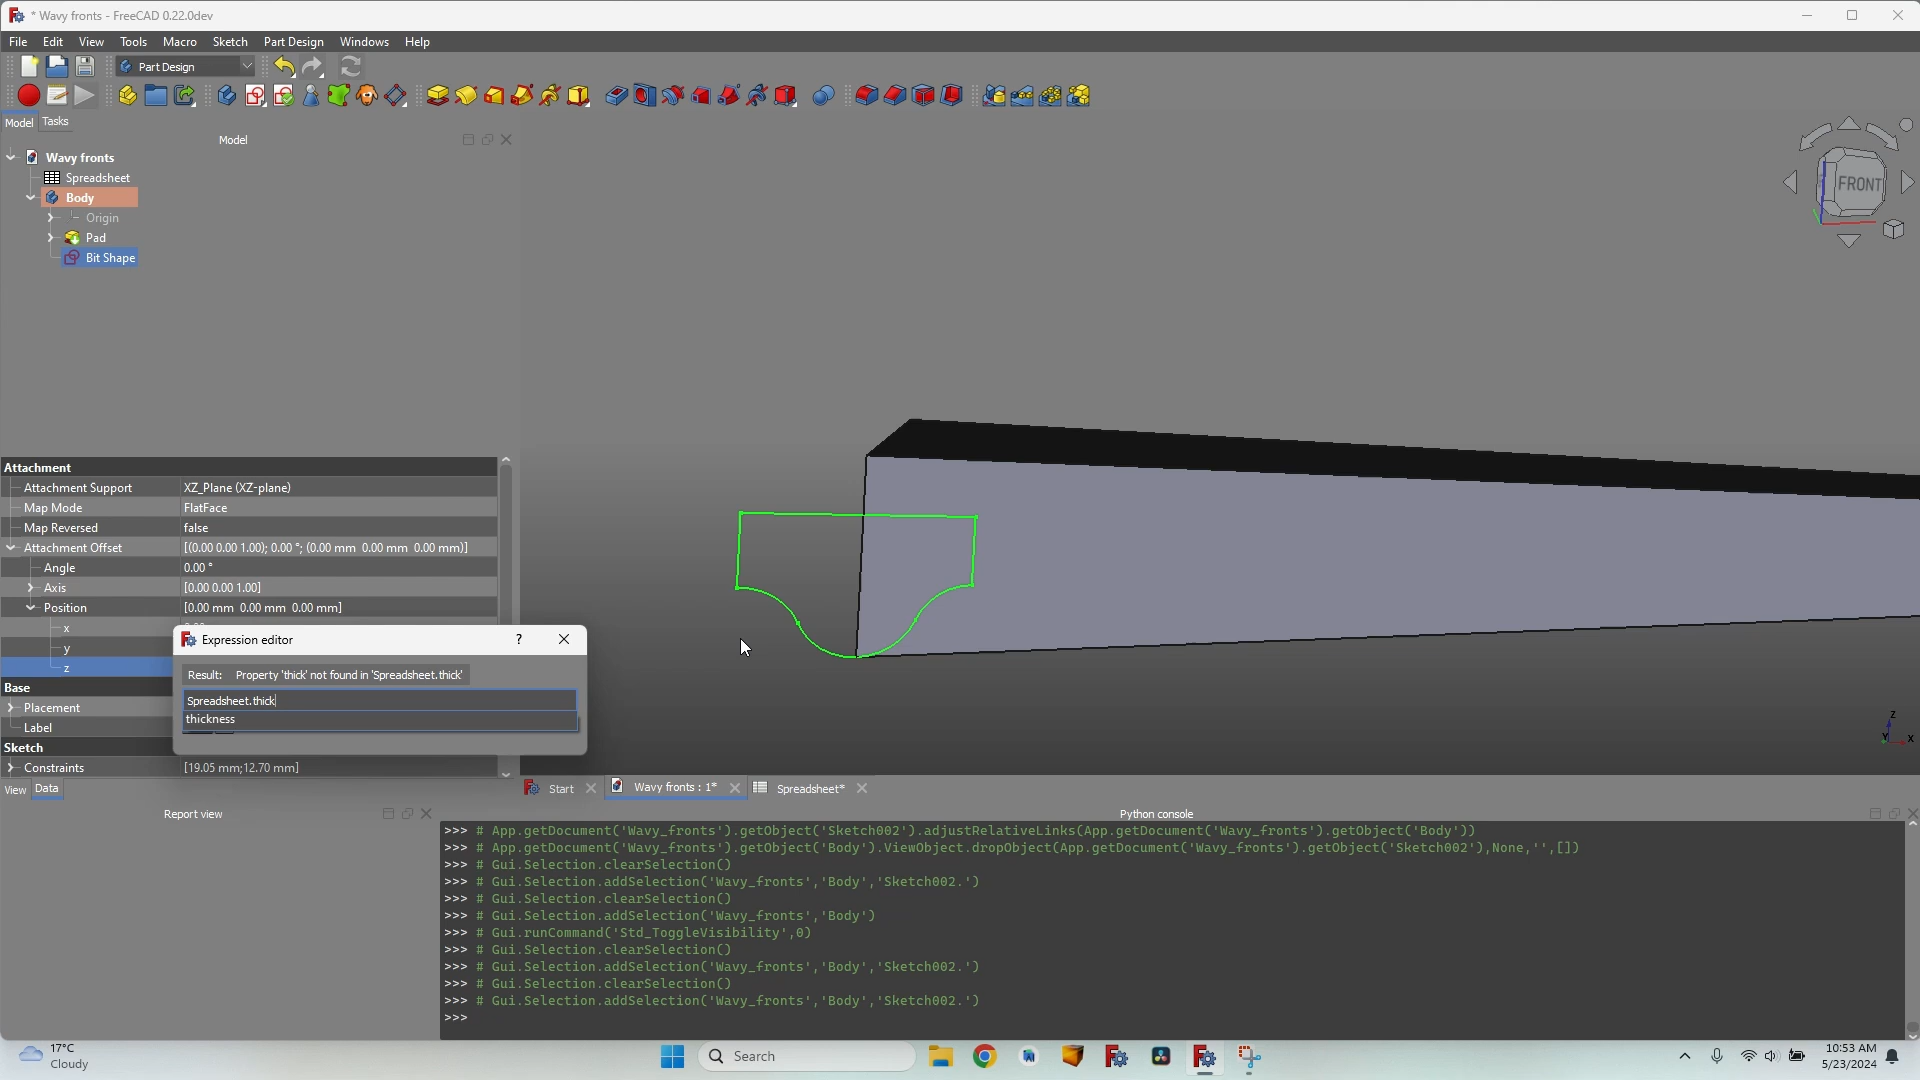 * Wavy fronts - FreeCAD 0.22.0dev
File Edit View Tools Macro Sketch Part Design Windows Help
Part Design
Model Tasks
Model
Wavy fronts
Spreadsheet
Body
Origin
Pad
Bit Shape
FRONT
Attachment
Attachment Support XZ_Plane (XZ-plane)
Map Mode FlatFace
Map Reversed false
Attachment Offset [(0.00 0.00 1.00); 0.00 °; (0.00 mm  0.00 mm  0.00 mm)]
Angle 0.00 °
Axis [0.00 0.00 1.00]
Position [0.00 mm  0.00 mm  0.00 mm]
x
y
z
Expression editor ?
Result: Property 'thick' not found in 'Spreadsheet.thick'
Spreadsheet.thick
thickness
Base
Placement
Label
Sketch
Constraints [19.05 mm;12.70 mm]
Z
Y X
View Data
Start Wavy fronts : 1* Spreadsheet*
Report view
Python console
>>> # App.getDocument('Wavy_fronts').getObject('Sketch002').adjustRelativeLinks(App.getDocument('Wavy_fronts').getObject('Body'))
>>> # App.getDocument('Wavy_fronts').getObject('Body').ViewObject.dropObject(App.getDocument('Wavy_fronts').getObject('Sketch002'),None,'',[])
>>> # Gui.Selection.clearSelection()
>>> # Gui.Selection.addSelection('Wavy_fronts','Body','Sketch002.')
>>> # Gui.Selection.clearSelection()
>>> # Gui.Selection.addSelection('Wavy_fronts','Body')
>>> # Gui.runCommand('Std_ToggleVisibility',0)
>>> # Gui.Selection.clearSelection()
>>> # Gui.Selection.addSelection('Wavy_fronts','Body','Sketch002.')
>>> # Gui.Selection.clearSelection()
>>> # Gui.Selection.addSelection('Wavy_fronts','Body','Sketch002.')
>>>
17°C
Cloudy
Search
10:53 AM
5/23/2024